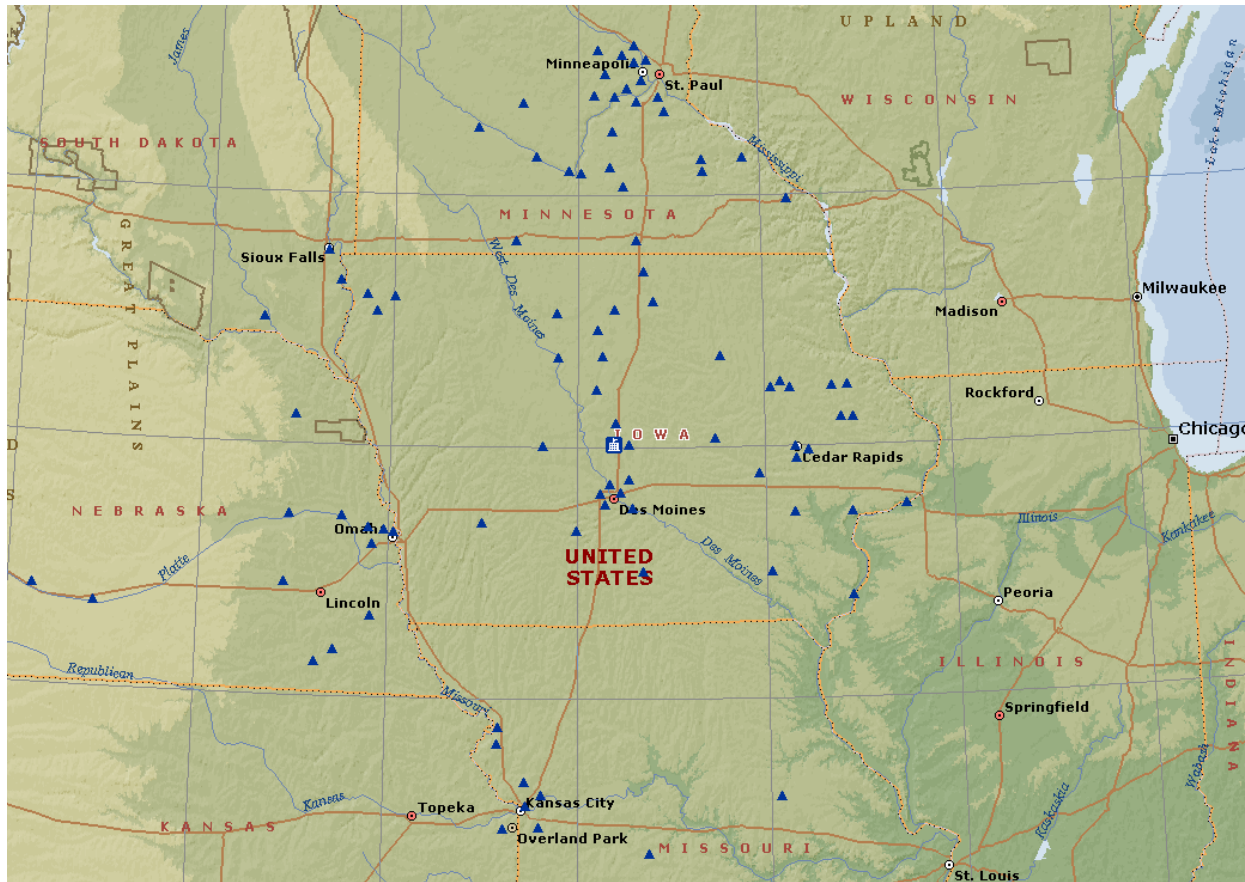 UPLAND
James
Minneapolis
St. Paul
WISCONSIN
Lake Michigan
SOUTH DAKOTA
Mississippi
MINNESOTA
GREAT PLAINS
West Des Moines
Sioux Falls
Milwaukee
Madison
Rockford
IOWA
Chicago
D
Cedar Rapids
S
NEBRASKA
Des Moines
Omaha
Illinois
Kankakee
UNITED
STATES
Des Moines
Platte
Lincoln
Peoria
Republican
ILLINOIS
INDIANA
Missouri
Springfield
Wabash
Kansas
Topeka
Kansas City
Kaskaskia
KANSAS
Overland Park
MISSOURI
St. Louis